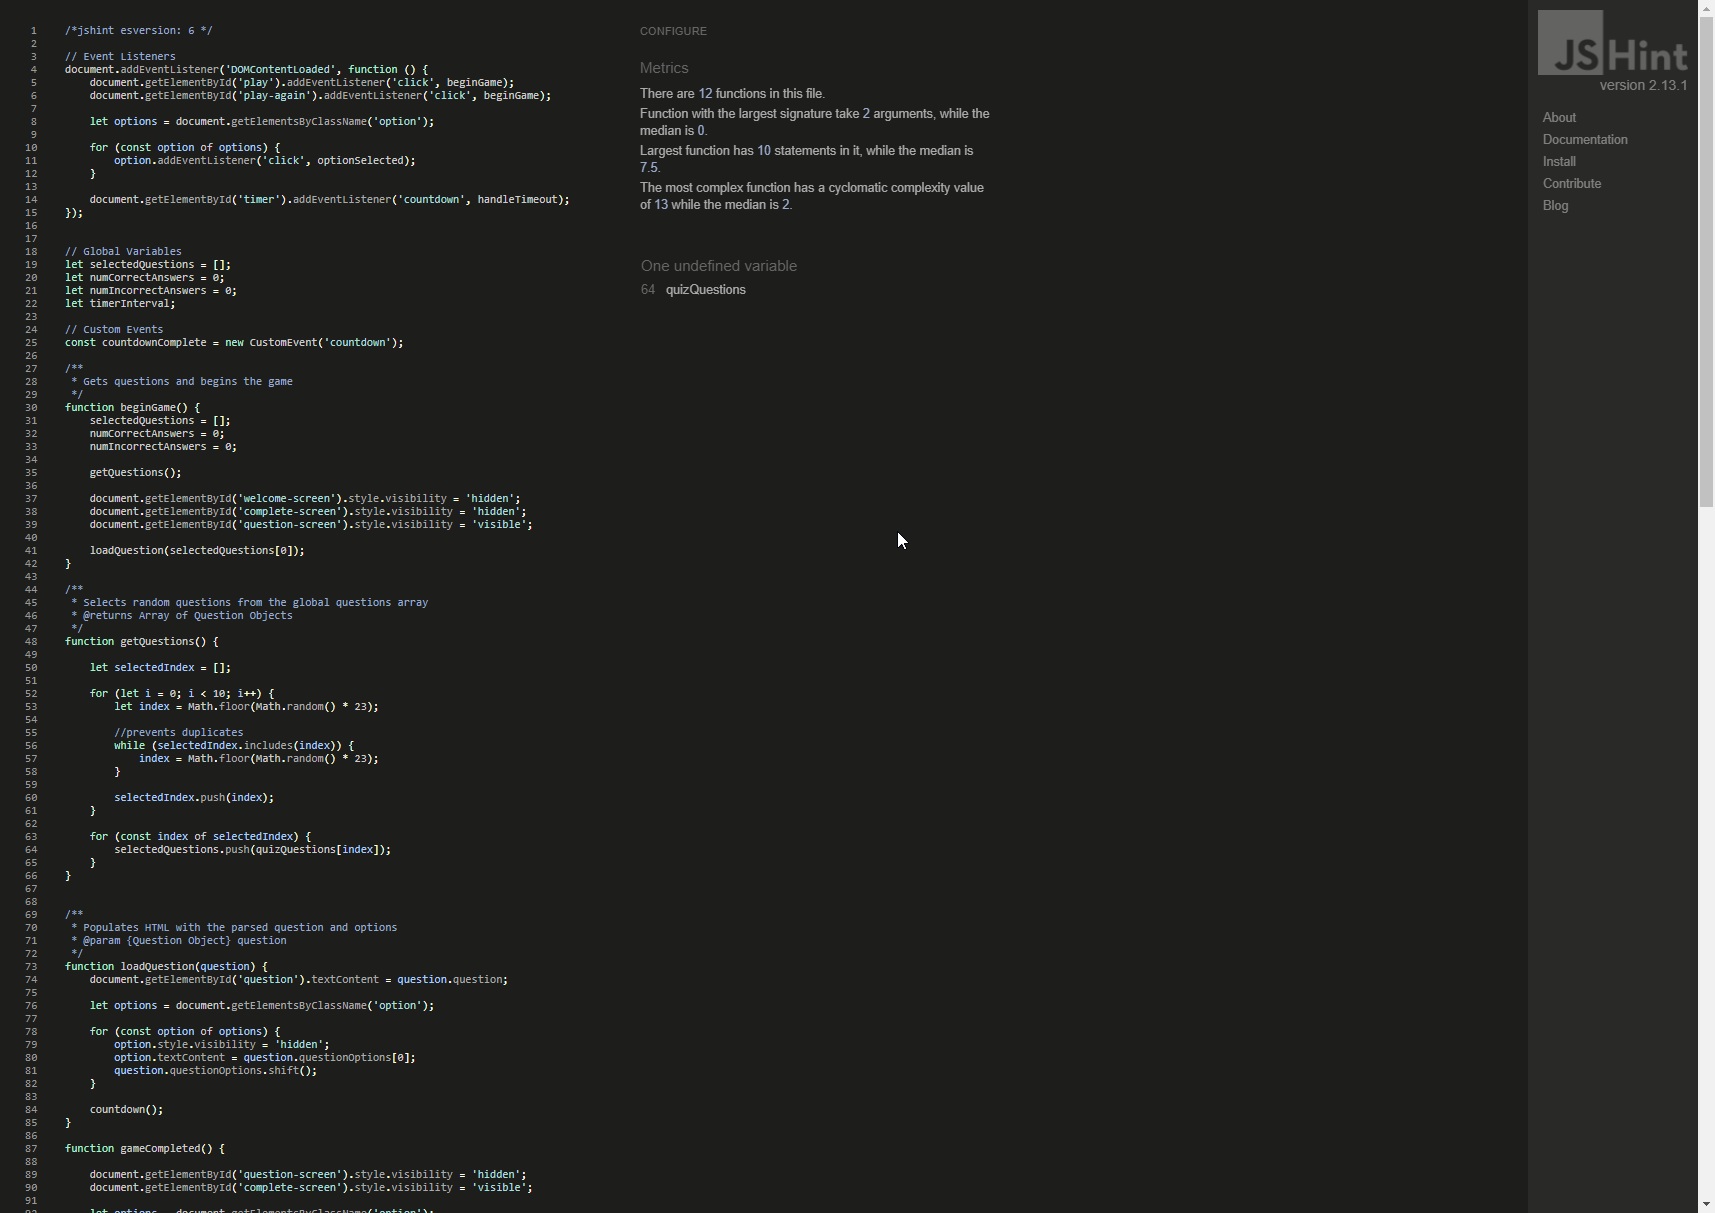 1 /*jshint esversion: 6 */
2
3 // Event Listeners
4 document.addEventListener('DOMContentLoaded', function () {
5     document.getElementById('play').addEventListener('click', beginGame);
6     document.getElementById('play-again').addEventListener('click', beginGame);
7
8     let options = document.getElementsByClassName('option');
9
10     for (const option of options) {
11         option.addEventListener('click', optionSelected);
12     }
13
14     document.getElementById('timer').addEventListener('countdown', handleTimeout);
15 });
16
17
18 // Global Variables
19 let selectedQuestions = [];
20 let numCorrectAnswers = 0;
21 let numIncorrectAnswers = 0;
22 let timerInterval;
23
24 // Custom Events
25 const countdownComplete = new CustomEvent('countdown');
26
27 /**
28  * Gets questions and begins the game
29  */
30 function beginGame() {
31     selectedQuestions = [];
32     numCorrectAnswers = 0;
33     numIncorrectAnswers = 0;
34
35     getQuestions();
36
37     document.getElementById('welcome-screen').style.visibility = 'hidden';
38     document.getElementById('complete-screen').style.visibility = 'hidden';
39     document.getElementById('question-screen').style.visibility = 'visible';
40
41     loadQuestion(selectedQuestions[0]);
42 }
43
44 /**
45  * Selects random questions from the global questions array
46  * @returns Array of Question Objects
47  */
48 function getQuestions() {
49
50     let selectedIndex = [];
51
52     for (let i = 0; i < 10; i++) {
53         let index = Math.floor(Math.random() * 23);
54
55         //prevents duplicates
56         while (selectedIndex.includes(index)) {
57             index = Math.floor(Math.random() * 23);
58         }
59
60         selectedIndex.push(index);
61     }
62
63     for (const index of selectedIndex) {
64         selectedQuestions.push(quizQuestions[index]);
65     }
66 }
67
68
69 /**
70  * Populates HTML with the parsed question and options
71  * @param {Question Object} question
72  */
73 function loadQuestion(question) {
74     document.getElementById('question').textContent = question.question;
75
76     let options = document.getElementsByClassName('option');
77
78     for (const option of options) {
79         option.style.visibility = 'hidden';
80         option.textContent = question.questionOptions[0];
81         question.questionOptions.shift();
82     }
83
84     countdown();
85 }
86
87 function gameCompleted() {
88
89     document.getElementById('question-screen').style.visibility = 'hidden';
90     document.getElementById('complete-screen').style.visibility = 'visible';
91
92     let options = document.getElementsByClassName('option');
CONFIGURE
Metrics
There are 12 functions in this file.
Function with the largest signature take 2 arguments, while the
median is 0.
Largest function has 10 statements in it, while the median is
7.5.
The most complex function has a cyclomatic complexity value
of 13 while the median is 2.
One undefined variable
64 quizQuestions
JSHint
version 2.13.1
About
Documentation
Install
Contribute
Blog